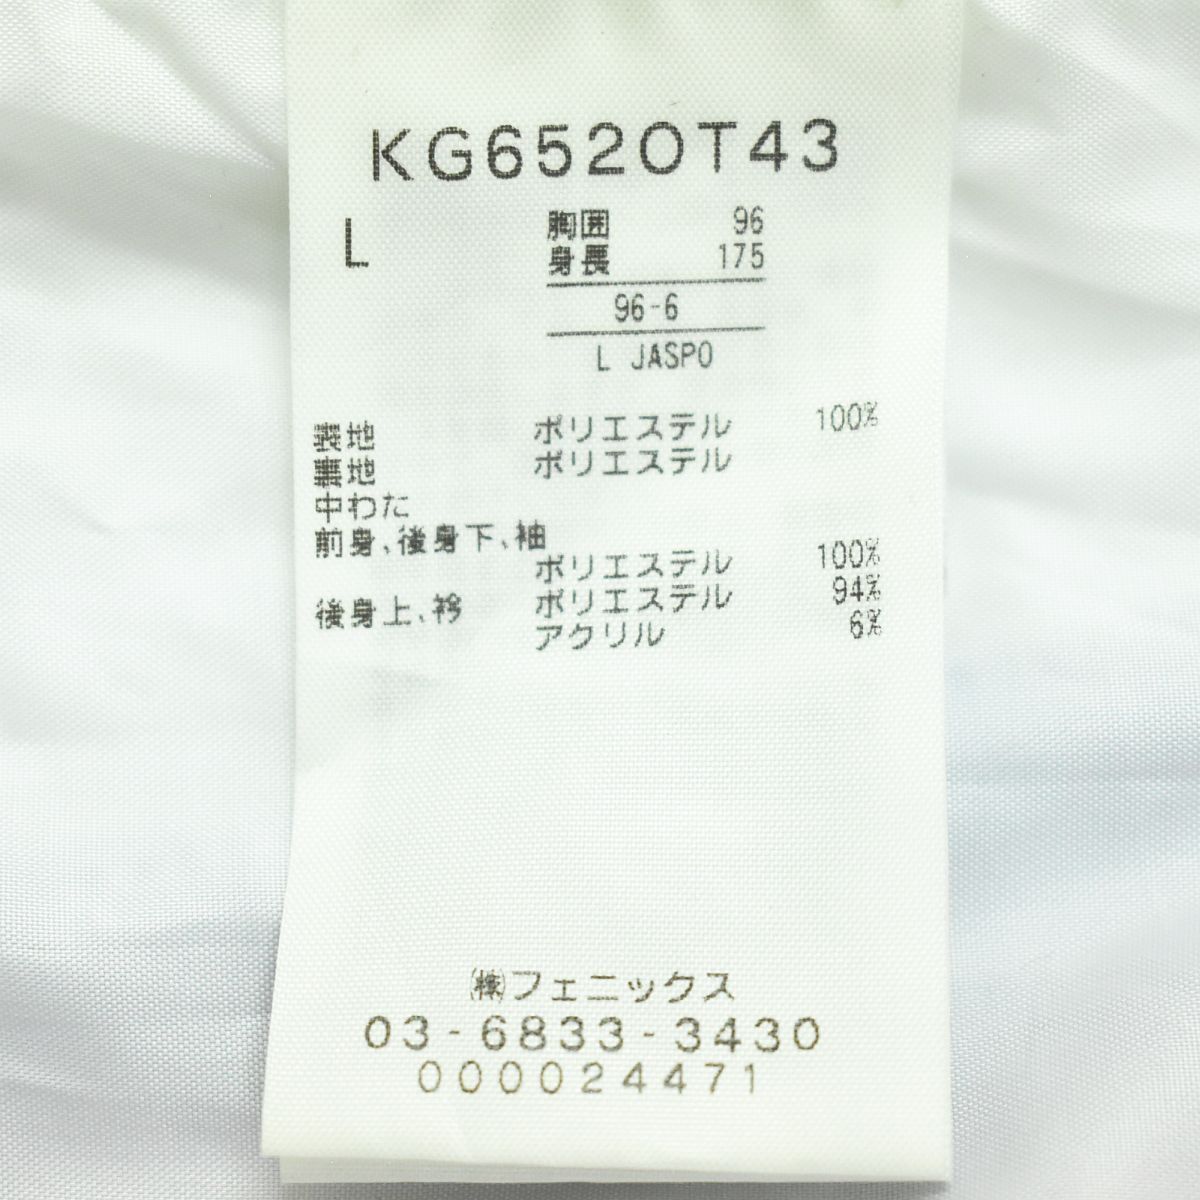 KG652OT43
L 胸囲 96
身長 175
96-6
L JASPO
表地 ポリエステル 100%
裏地 ポリエステル
中わた
前身、後身下、袖
ポリエステル 100%
後身上、衿 ポリエステル 94%
アクリル 6%
㈱フェニックス
03-6833-3430
000024471